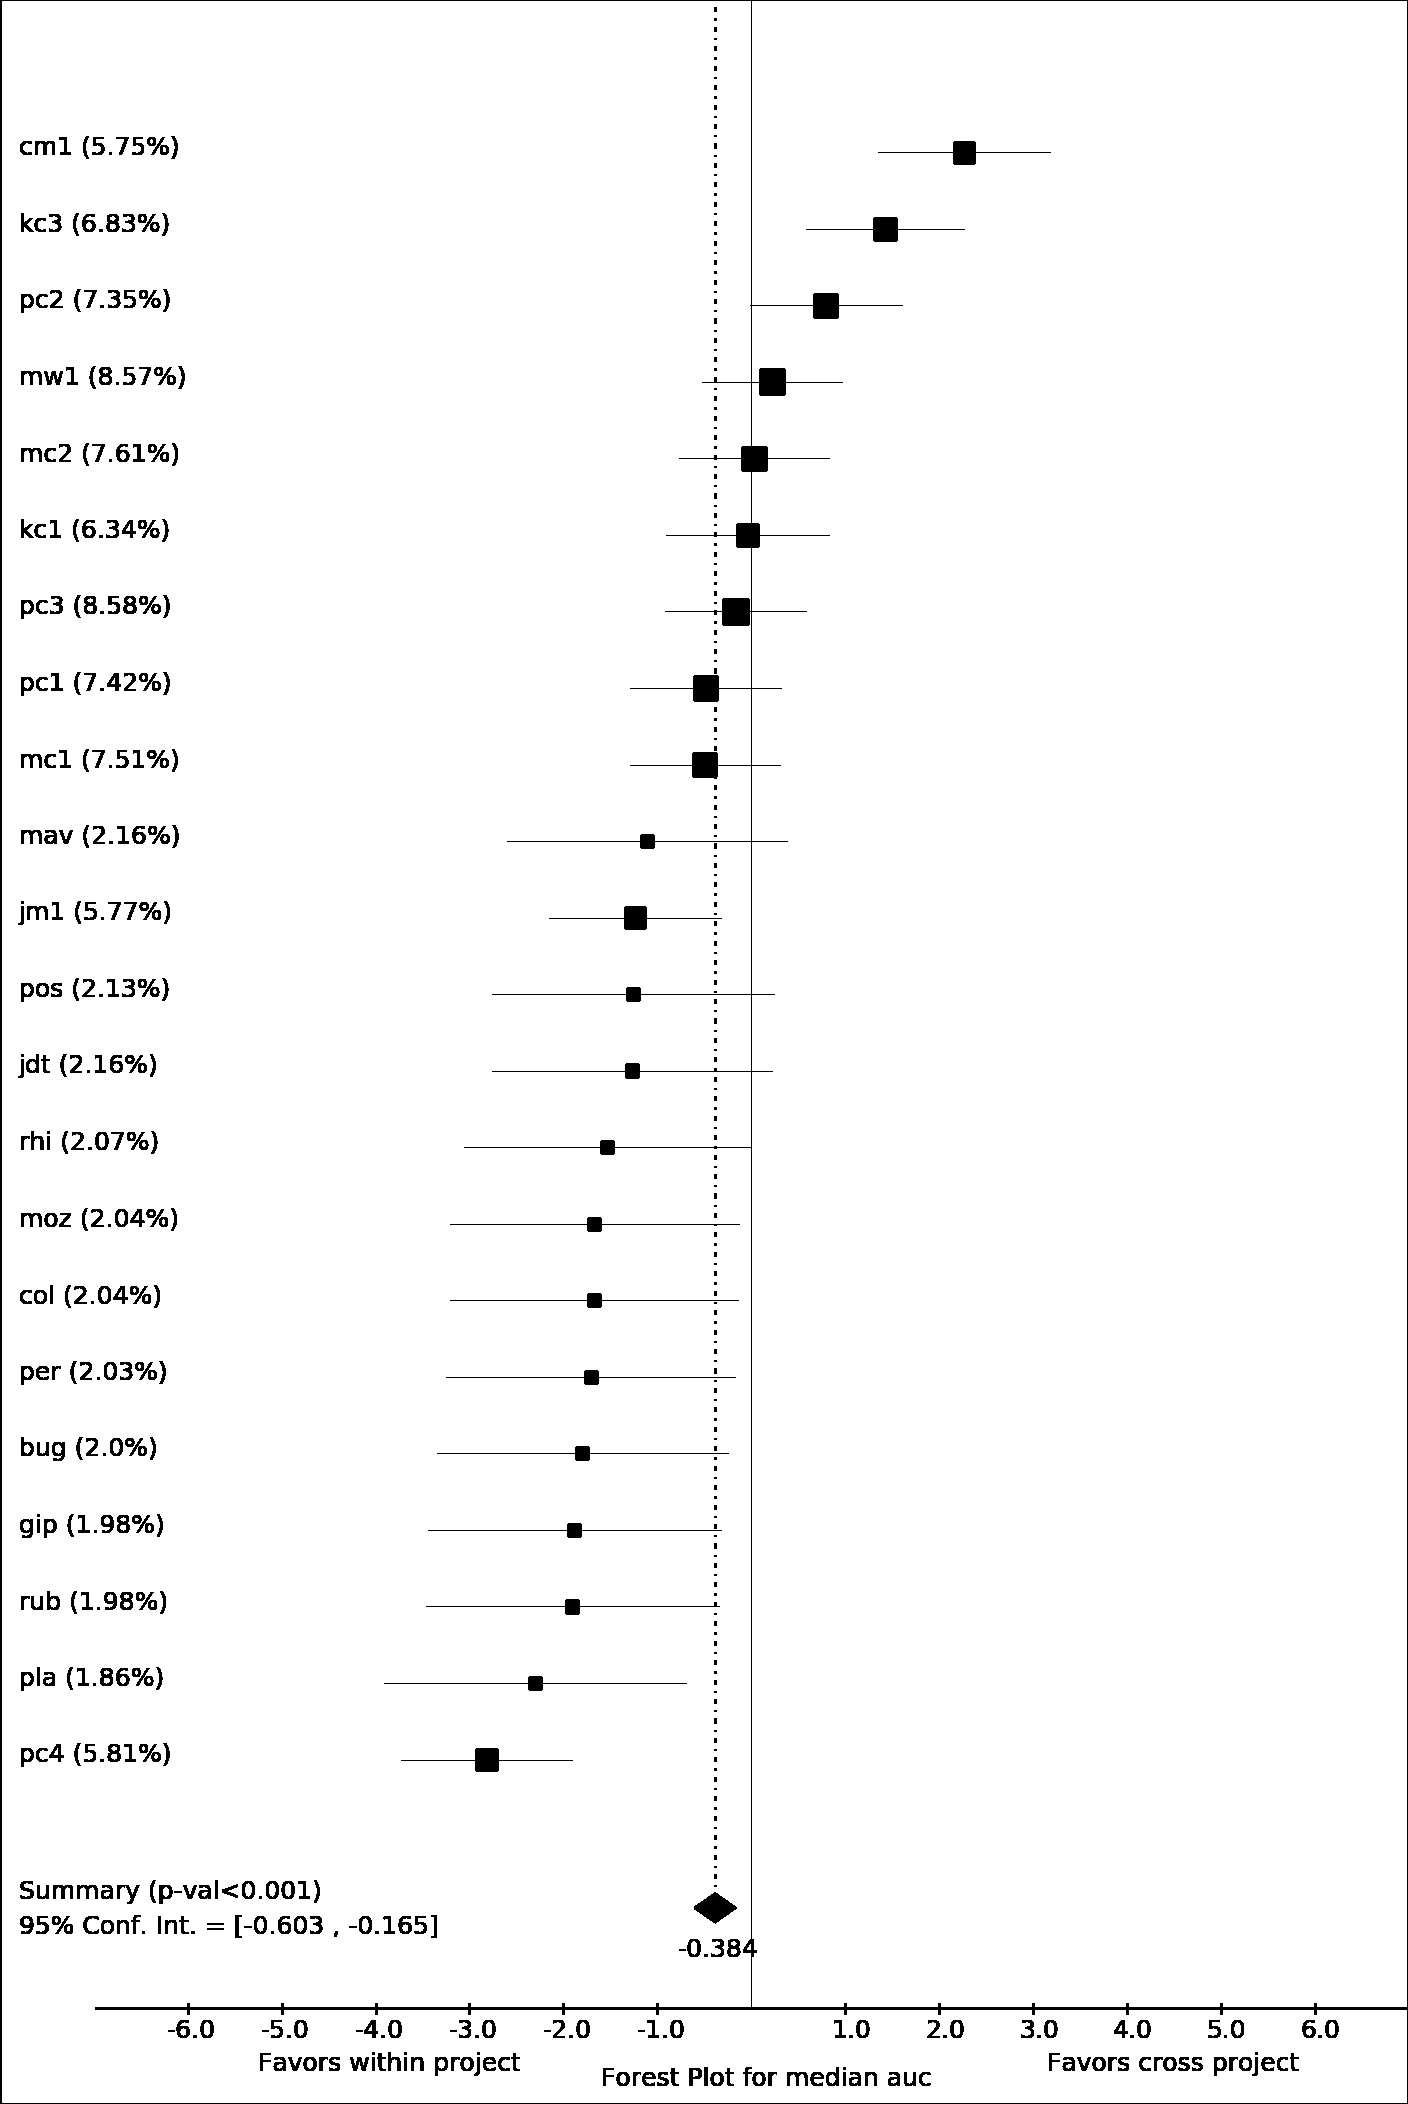 cm1 (5.75%)
kc3 (6.83%)
pc2 (7.35%)
mw1 (8.57%)
mc2 (7.61%)
kc1 (6.34%)
pc3 (8.58%)
pc1 (7.42%)
mc1 (7.51%)
mav (2.16%)
jm1 (5.77%)
pos (2.13%)
jdt (2.16%)
rhi (2.07%)
moz (2.04%)
col (2.04%)
per (2.03%)
bug (2.0%)
gip (1.98%)
rub (1.98%)
pla (1.86%)
pc4 (5.81%)
Summary (p-val<0.001)
95% Conf. Int. = [-0.603 , -0.165]
-0.384
-6.0 -5.0 -4.0 -3.0 -2.0 -1.0 1.0 2.0 3.0 4.0 5.0 6.0
Favors within project Favors cross project
Forest Plot for median auc